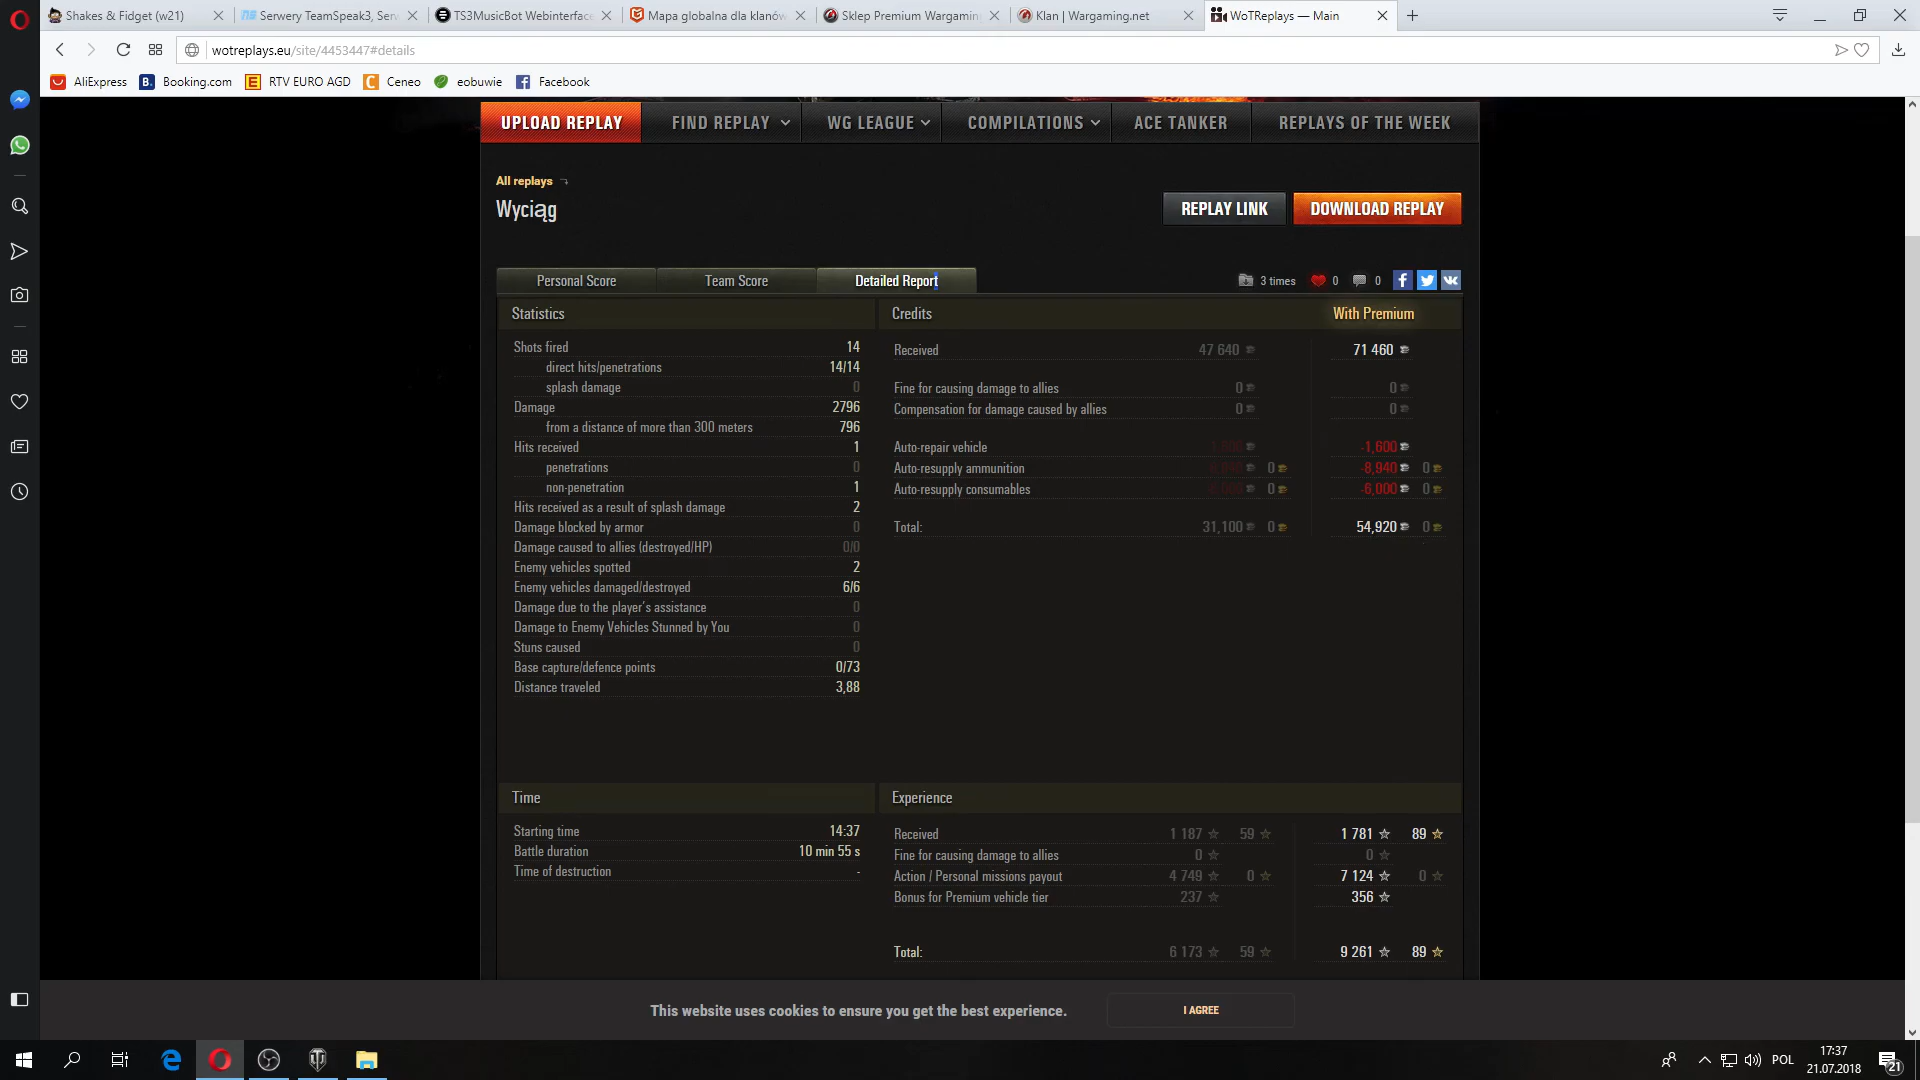 Shakes & Fidget (w21)
Serwery TeamSpeak3, Serv
TS3MusicBot Webinterface
Mapa globalna dla klanów
Sklep Premium Wargaming
Klan | Wargaming.net
WoTReplays — Main
wotreplays.eu/site/4453447#details
AliExpress
B. Booking.com
E RTV EURO AGD
C Ceneo
eobuwie
Facebook
UPLOAD REPLAY
FIND REPLAY
WG LEAGUE
COMPILATIONS
ACE TANKER
REPLAYS OF THE WEEK
All replays
Wyciąg
REPLAY LINK
DOWNLOAD REPLAY
Personal Score
Team Score
Detailed Report
3 times
0
0
Statistics
Shots fired 14
direct hits/penetrations 14/14
splash damage 0
Damage 2796
from a distance of more than 300 meters 796
Hits received 1
penetrations 0
non-penetration 1
Hits received as a result of splash damage 2
Damage blocked by armor 0
Damage caused to allies (destroyed/HP) 0/0
Enemy vehicles spotted 2
Enemy vehicles damaged/destroyed 6/6
Damage due to the player's assistance 0
Damage to Enemy Vehicles Stunned by You 0
Stuns caused 0
Base capture/defence points 0/73
Distance traveled 3,88
Credits With Premium
Received 47 640 71 460
Fine for causing damage to allies 0 0
Compensation for damage caused by allies 0 0
Auto-repair vehicle -1,600
Auto-resupply ammunition 0 -8,940 0
Auto-resupply consumables -6,000 0 -6,000 0
Total: 31,100 0 54,920 0
Time
Starting time 14:37
Battle duration 10 min 55 s
Time of destruction -
Experience
Received 1 187 59 1 781 89
Fine for causing damage to allies 0 0
Action / Personal missions payout 4 749 0 7 124 0
Bonus for Premium vehicle tier 237 356
Total: 6 173 59 9 261 89
This website uses cookies to ensure you get the best experience.
I AGREE
POL
17:37
21.07.2018
21